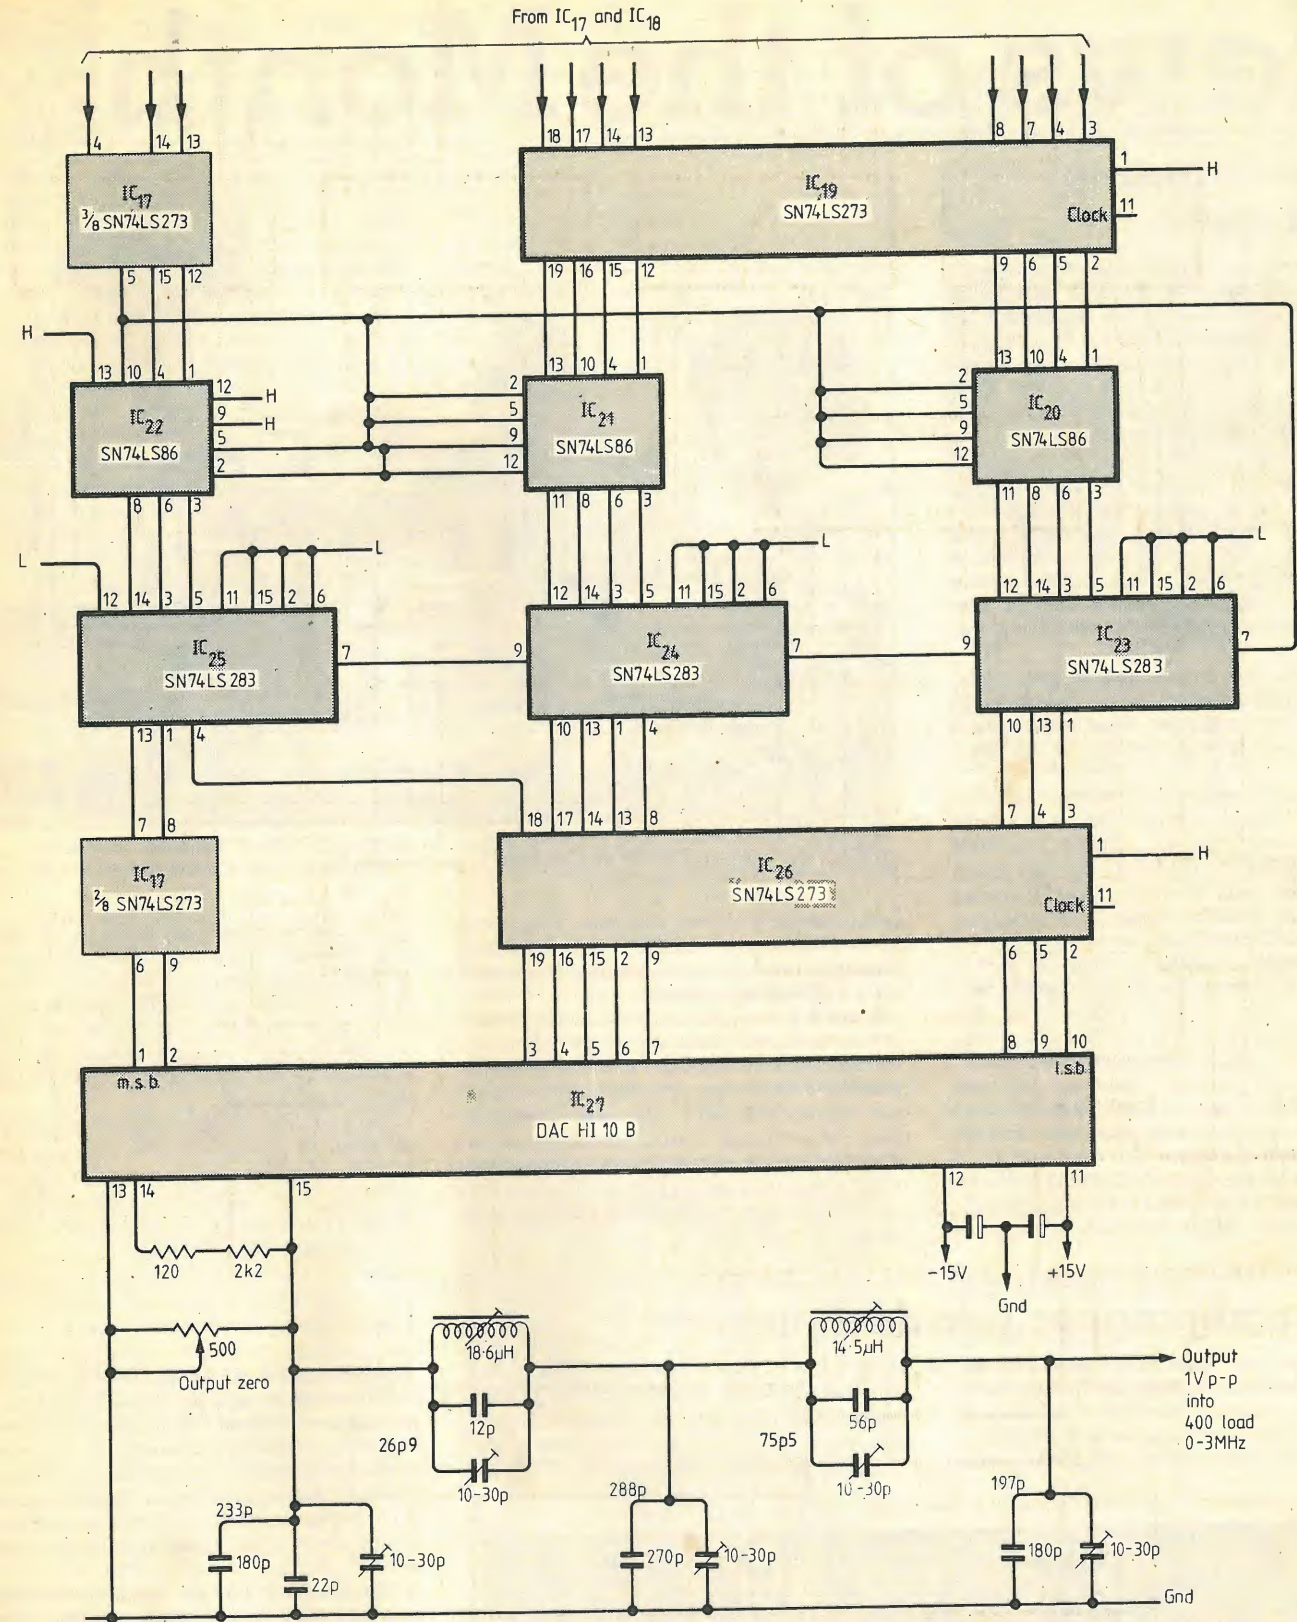 From IC17 and IC18
4 14 13 18 17 14 13 8 7 4 3
IC17
3/8 SN74LS273
IC19
SN74LS273
1 H
Clock 11
5 15 12 19 16 15 12 9 6 5 2
H
13 10 4 1 13 10 4 1 13 10 4 1
IC22
SN74LS86
12 H
9 H
5
2
2
5
9
12
IC21
SN74LS86
2
5
9
12
IC20
SN74LS86
8 6 3 11 8 6 3 11 8 6 3
L L L
12 14 3 5 11 15 2 6 12 14 3 5 11 15 2 6 12 14 3 5 11 15 2 6
IC25
SN74LS283
7 9
IC24
SN74LS283
7 9
IC23
SN74LS283
7
13 1 4 10 13 1 4 10 13 1
7 8 18 17 14 13 8 7 4 3
IC17
2/8 SN74LS273
IC26
SN74LS273
1 H
Clock 11
6 9 19 16 15 2 9 6 5 2
1 2 3 4 5 6 7 8 9 10
m.s.b. l.s.b
IC27
DAC HI 10 B
13 14 15 12 11
120 2k2
-15V +15V
Gnd
500
Output zero
18·6µH
12p
26p9
10-30p
14·5µH
56p
75p5
10-30p
Output
1V p-p
into
400 load
0-3MHz
233p
180p 22p 10-30p
288p
270p 10-30p
197p
180p 10-30p
Gnd